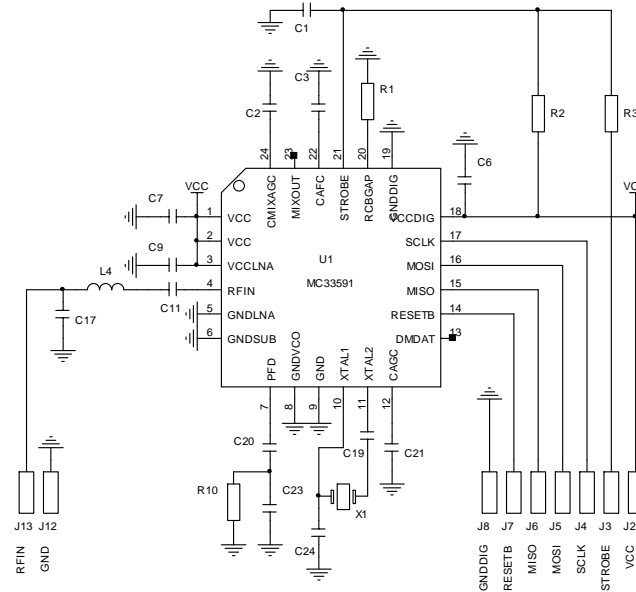 C1
C3
R1
C2
R2
R3
24
23
22
21
20
19
C6
CMIXAGC
MIXOUT
CAFC
STROBE
RCBGAP
GNDDIG
C7
VCC
1
VCC
VCCDIG
18
VC
2
VCC
U1
SCLK
17
C9
3
VCCLNA
MC33591
MOSI
16
L4
4
RFIN
MISO
15
C11
C17
5
GNDLNA
RESETB
14
6
GNDSUB
DMDAT
13
PFD
GNDVCO
GND
XTAL1
XTAL2
CAGC
7
8
9
10
11
12
C20
C19
C21
R10
C23
X1
C24
J13
J12
J8
J7
J6
J5
J4
J3
J2
RFIN
GND
GNDDIG
RESETB
MISO
MOSI
SCLK
STROBE
VCC